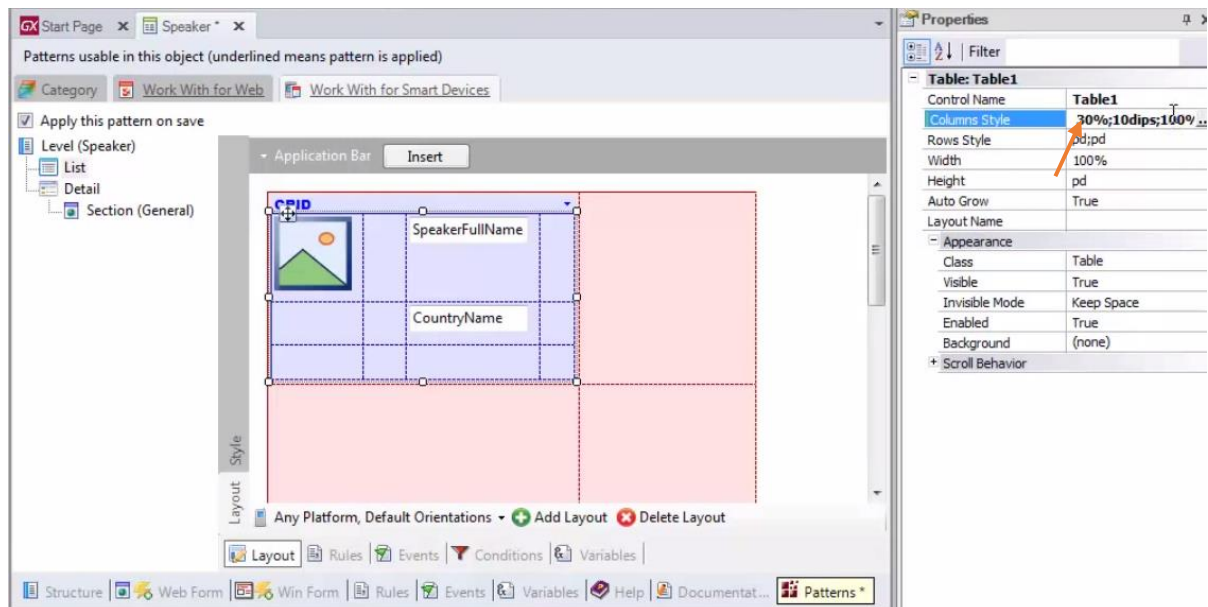 GX Start Page x Speaker * x
Patterns usable in this object (underlined means pattern is applied)
Category Work With for Web Work With for Smart Devices
Apply this pattern on save
Level (Speaker)
List
Detail
Section (General)
Application Bar Insert
GRID
SpeakerFullName
CountryName
Style
Layout
Any Platform, Default Orientations Add Layout Delete Layout
Layout Rules Events Conditions Variables
Structure Web Form Win Form Rules Events Variables Help Documentat... Patterns *
Properties
Filter
Table: Table1
Control Name Table1
Columns Style 30%;10dips;100% ...
Rows Style pd;pd
Width 100%
Height pd
Auto Grow True
Layout Name
Appearance
Class Table
Visible True
Invisible Mode Keep Space
Enabled True
Background (none)
Scroll Behavior